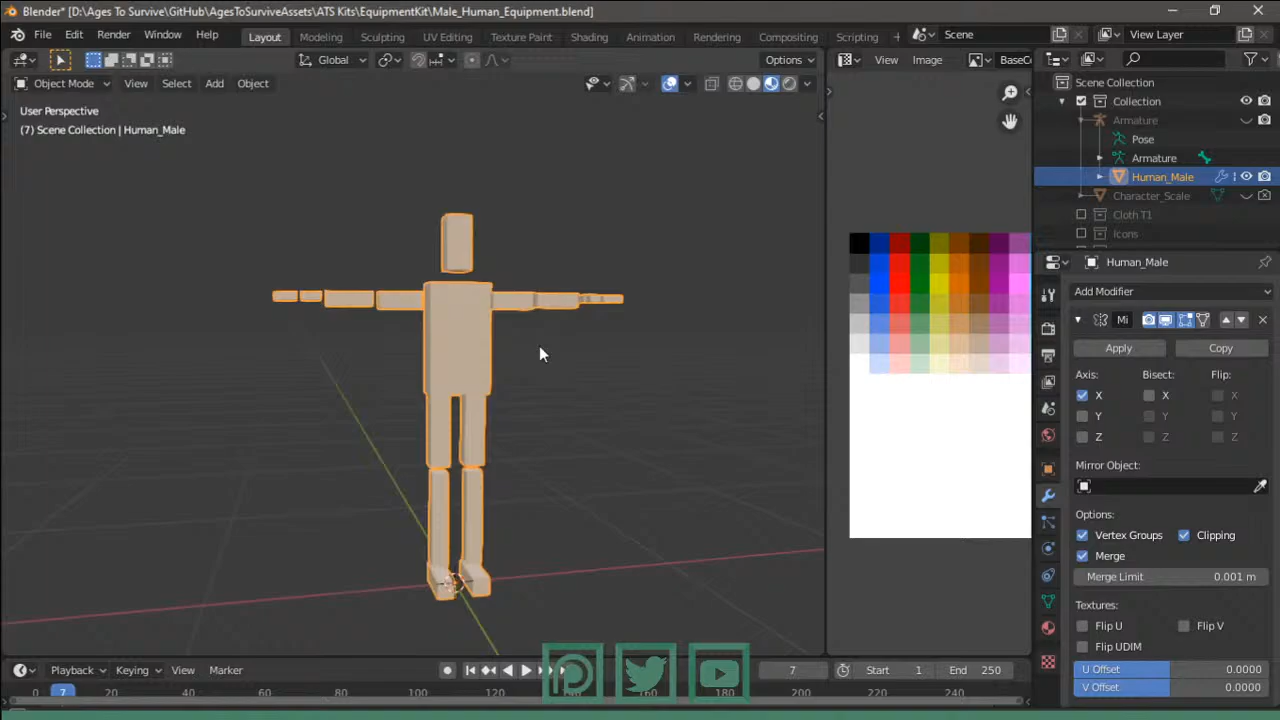 Blender* [D:\Ages To Survive\GitHub\AgesToSurviveAssets\ATS Kits\EquipmentKit\Male_Human_Equipment.blend]
File Edit Render Window Help Layout Modeling Sculpting UV Editing Texture Paint Shading Animation Rendering Compositing Scripting Scene View Layer
Global Options
Object Mode View Select Add Object View Image BaseC
User Perspective
(7) Scene Collection | Human_Male
Scene Collection
Collection
Armature
Pose
Armature
Human_Male
Character_Scale
Cloth T1
Icons
Human_Male
Add Modifier
Mi
Apply Copy
Axis: Bisect: Flip:
X X X
Y Y Y
Z Z Z
Mirror Object:
Options:
Vertex Groups Clipping
Merge
Merge Limit 0.001 m
Textures:
Flip U Flip V
Flip UDIM
U Offset 0.0000
V Offset 0.0000
Playback Keying View Marker 7 Start 1 End 250
0 7 20 40 60 80 100 120 160 180 200 220 240